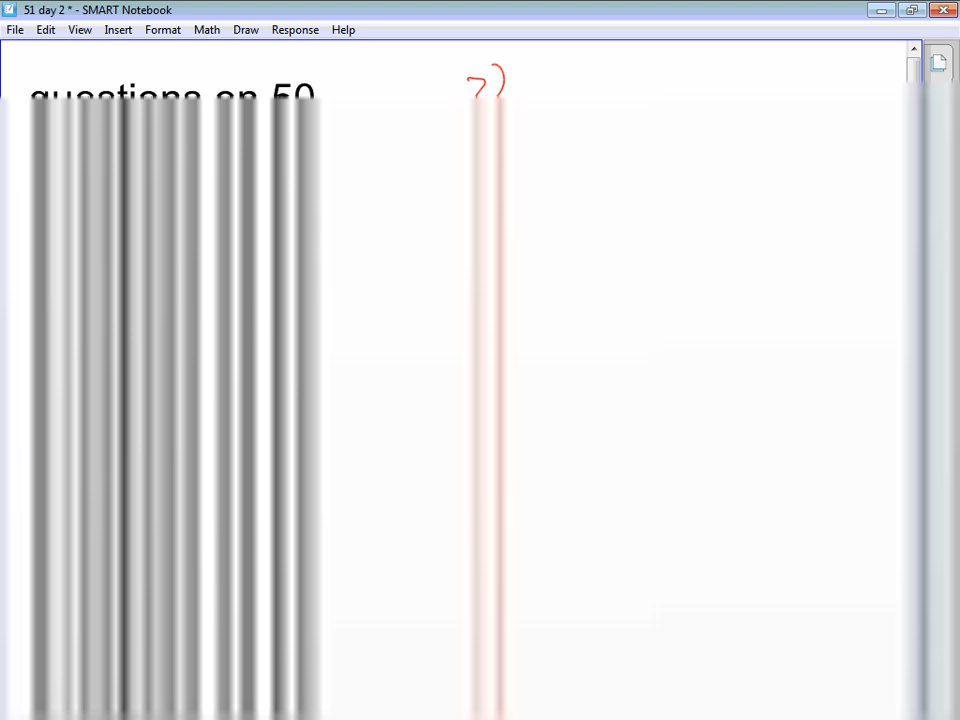 51 day 2 * - SMART Notebook
File Edit View Insert Format Math Draw Response Help
questions on 50